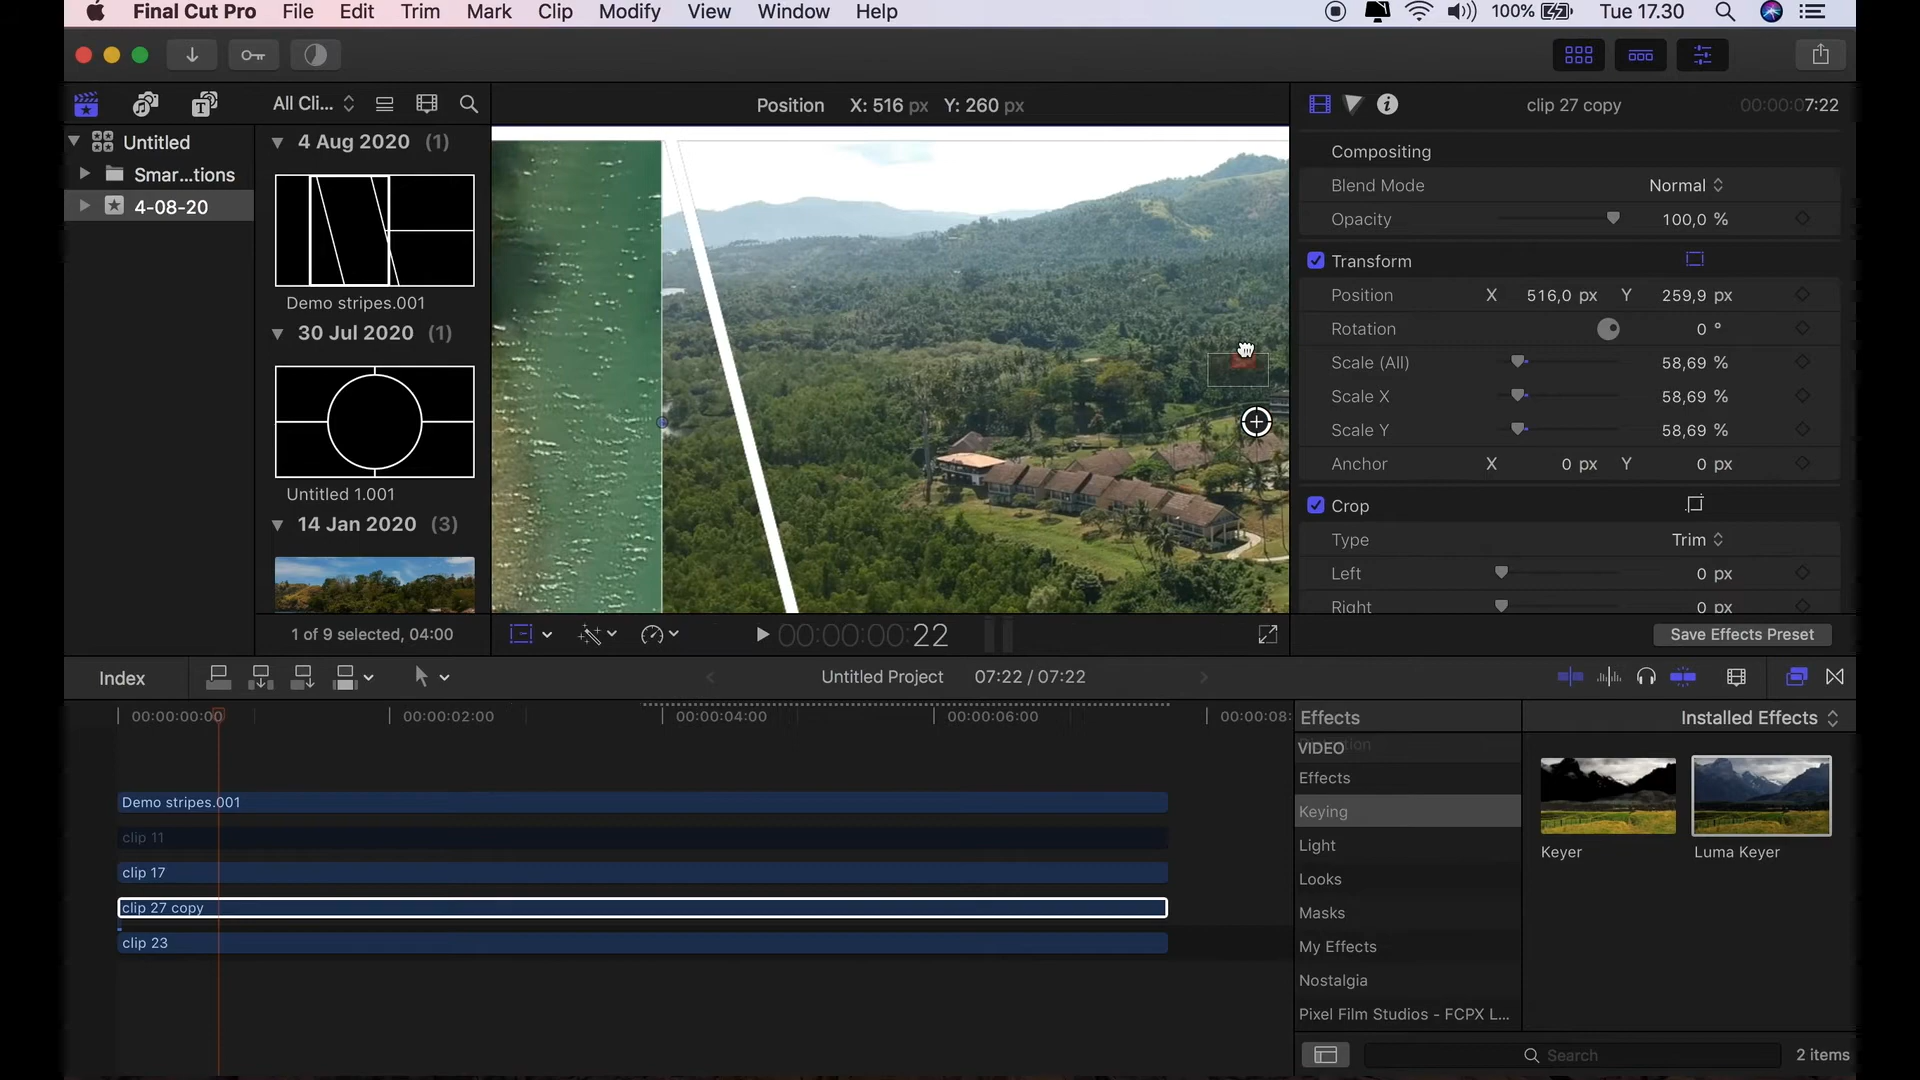 Final Cut Pro File Edit Trim Mark Clip Modify View Window Help 100% Tue 17.30
All Cli...
Position X: 516 px Y: 260 px
clip 27 copy 00:00:07:22
Untitled
Smar...tions
4-08-20
4 Aug 2020 (1)
Demo stripes.001
30 Jul 2020 (1)
Untitled 1.001
14 Jan 2020 (3)
1 of 9 selected, 04:00
00:00:00:00:22
Compositing
Blend Mode Normal
Opacity 100,0 %
Transform
Position X 516,0 px Y 259,9 px
Rotation 0 °
Scale (All) 58,69 %
Scale X 58,69 %
Scale Y 58,69 %
Anchor X 0 px Y 0 px
Crop
Type Trim
Left 0 px
Right 0 px
Save Effects Preset
Index
Untitled Project 07:22 / 07:22
00:00:00:00 00:00:02:00 00:00:04:00 00:00:06:00 00:00:08:
Demo stripes.001
clip 11
clip 17
clip 27 copy
clip 23
Effects
Installed Effects
VIDEO
Effects
Keying
Light
Looks
Masks
My Effects
Nostalgia
Pixel Film Studios - FCPX L...
Keyer
Luma Keyer
Search
2 items